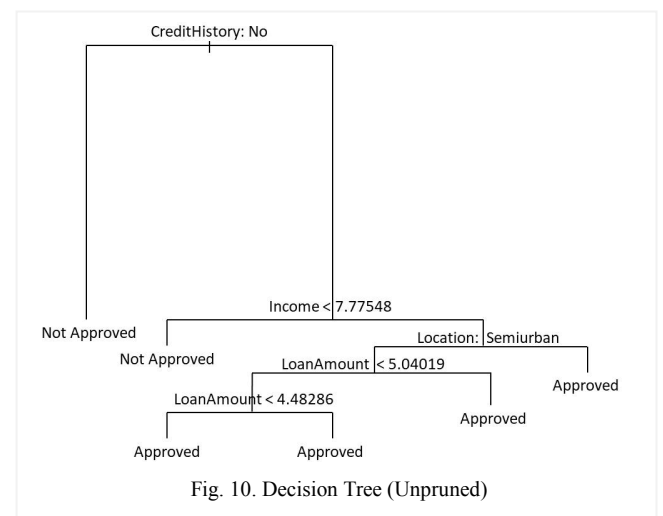 CreditHistory: No
Income < 7.77548
Not Approved
Location: Semiurban
Not Approved
LoanAmount < 5.04019
Approved
LoanAmount < 4.48286
Approved
Approved
Approved
Fig. 10. Decision Tree (Unpruned)